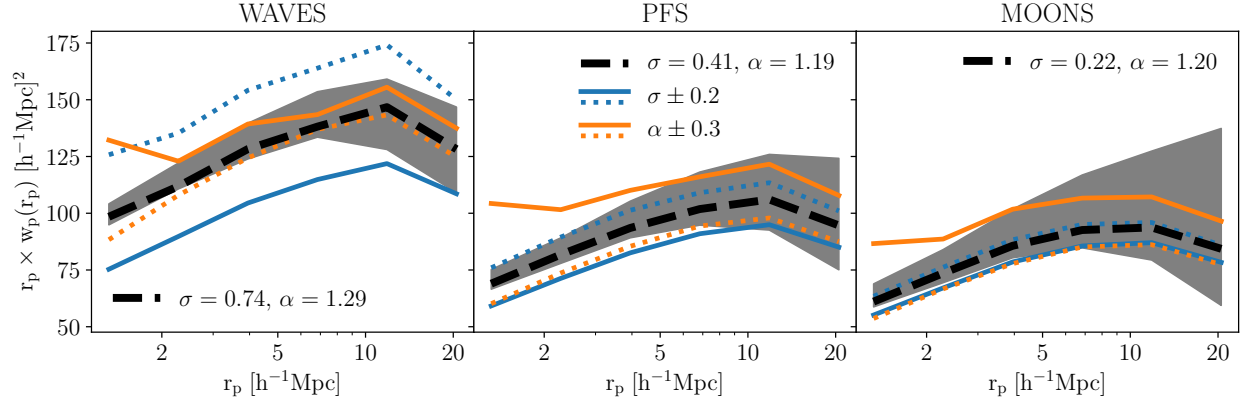 WAVES
PFS
MOONS
r_p × w_p(r_p) [h⁻¹Mpc]²
175
150
125
100
75
50
σ = 0.74, α = 1.29
σ = 0.41, α = 1.19
σ ± 0.2
α ± 0.3
σ = 0.22, α = 1.20
2
5
10
20
2
5
10
20
2
5
10
20
r_p [h⁻¹Mpc]
r_p [h⁻¹Mpc]
r_p [h⁻¹Mpc]